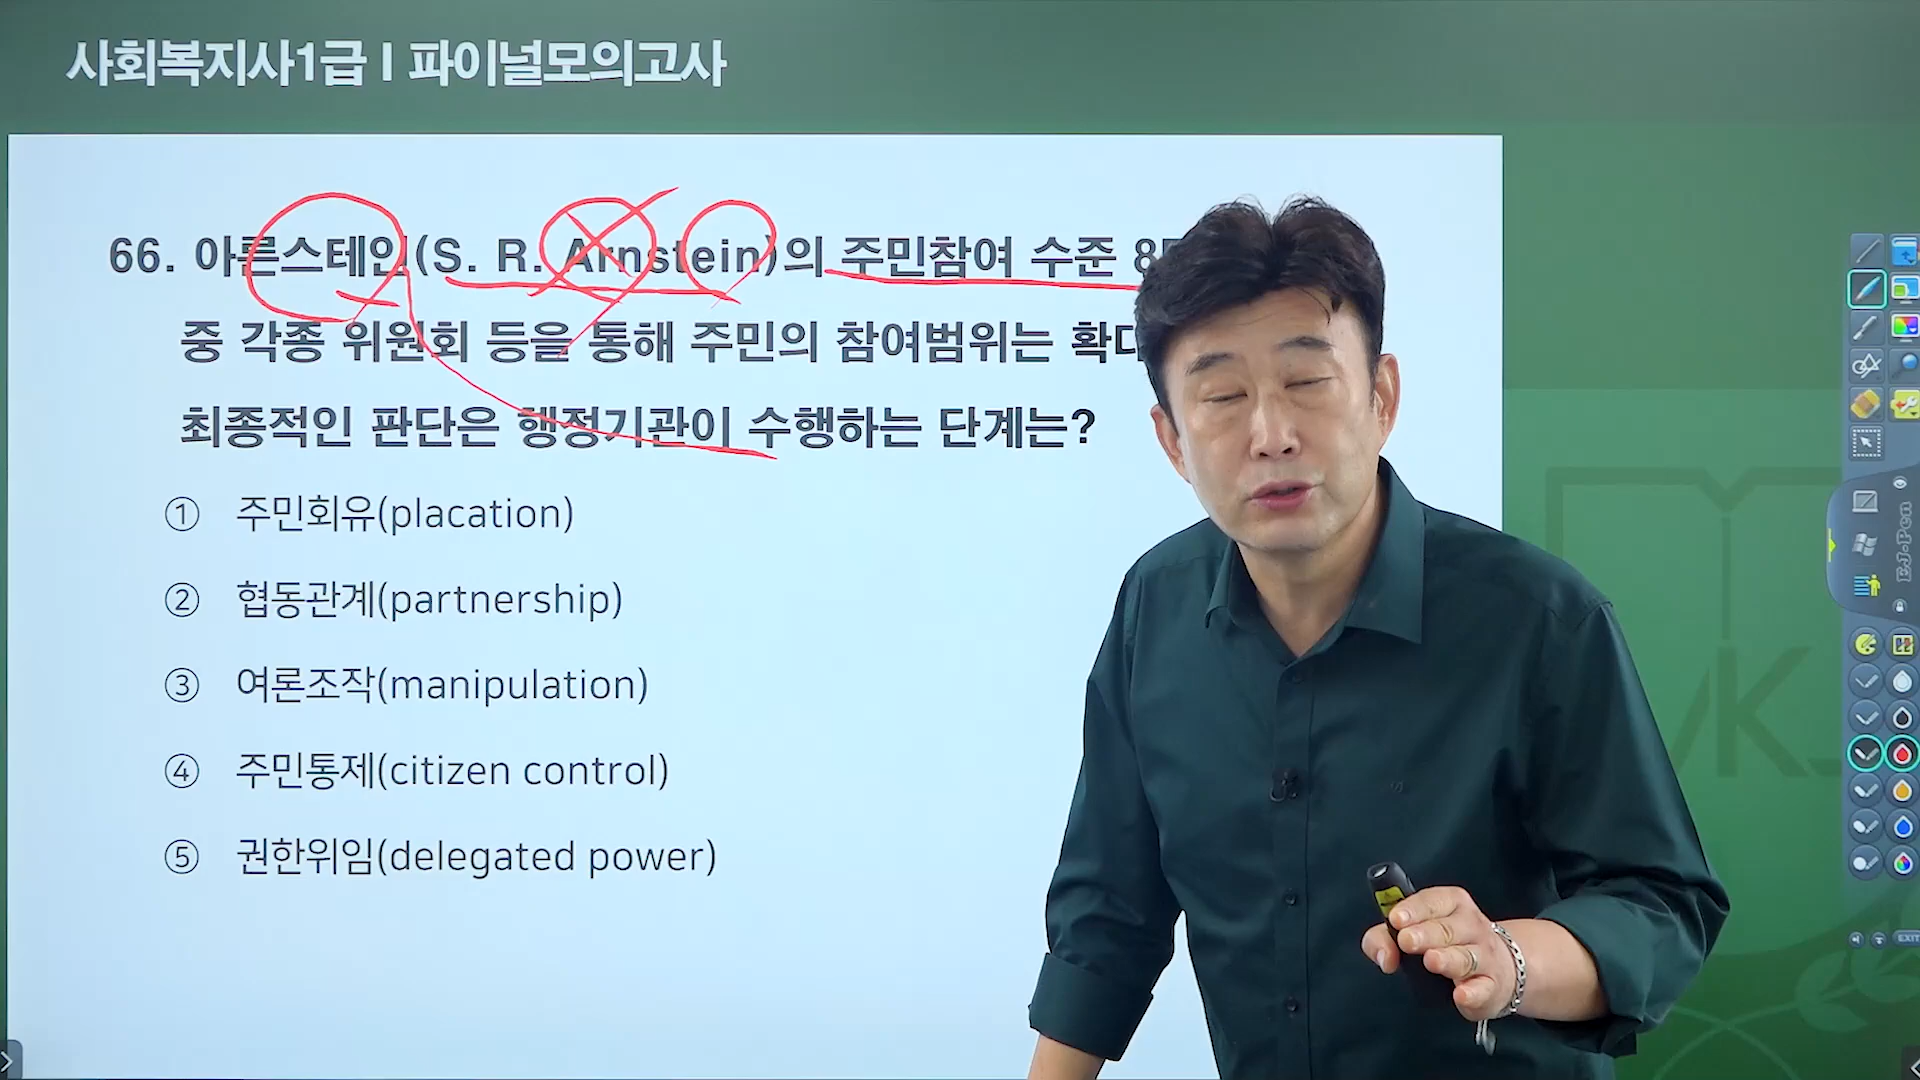 사회복지사1급 | 파이널모의고사
66. 아른스테인(S. R. Arnstein)의 주민참여 수준
중 각종 위원회 등을 통해 주민의 참여범위는
최종적인 판단은 행정기관이 수행하는 단계는?
① 주민회유(placation)
② 협동관계(partnership)
③ 여론조작(manipulation)
④ 주민통제(citizen control)
⑤ 권한위임(delegated power)
EJ-Pen
EXIT